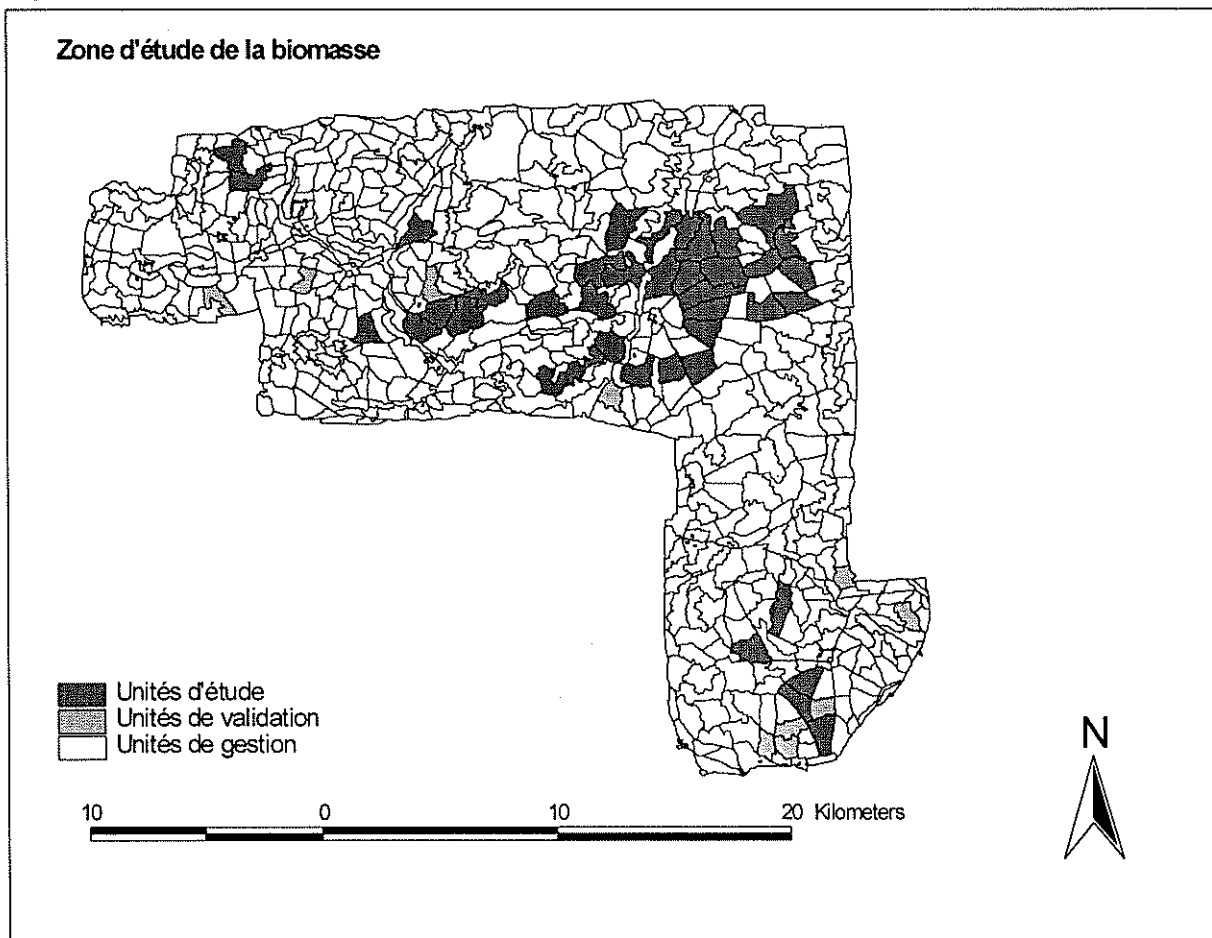 Zone d'étude de la biomasse
Unités d'étude
Unités de validation
Unités de gestion
N
10 0 10 20 Kilometers